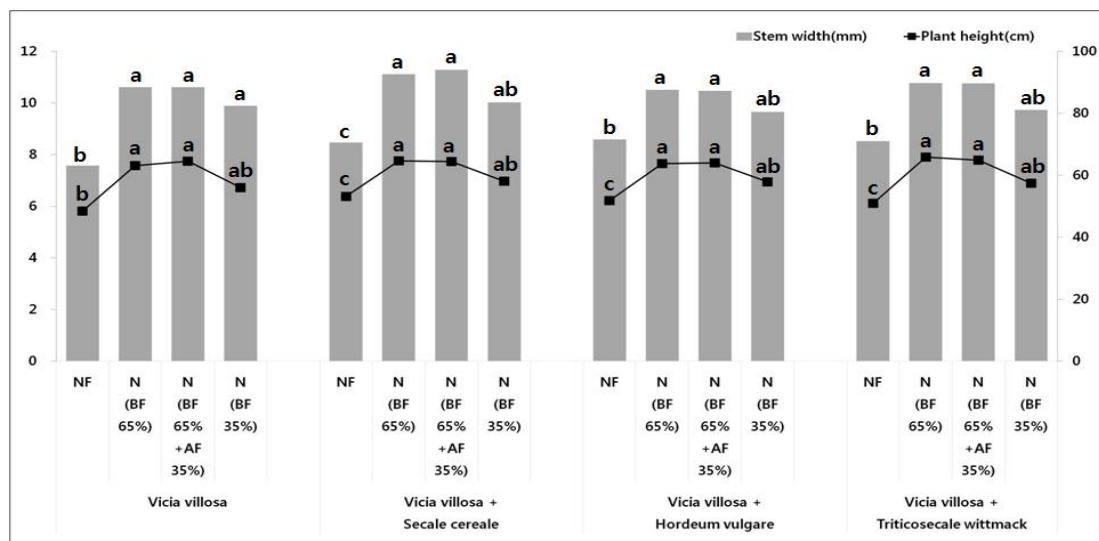 Stem width(mm) Plant height(cm)
12 100
10 80
8 60
6 40
4 20
2 0
0
b a a ab
b a a ab
c a a ab
c a a ab
b a a ab
c a a ab
b a a ab
c a a ab
NF N N N NF N N N NF N N N NF N N N
(BF (BF (BF (BF (BF (BF (BF (BF (BF (BF (BF (BF
65%) 65% 35%) 65%) 65% 35%) 65%) 65% 35%) 65%) 65% 35%)
+AF +AF +AF +AF
35%) 35%) 35%) 35%)
Vicia villosa Vicia villosa + Vicia villosa + Vicia villosa +
Secale cereale Hordeum vulgare Triticosecale wittmack